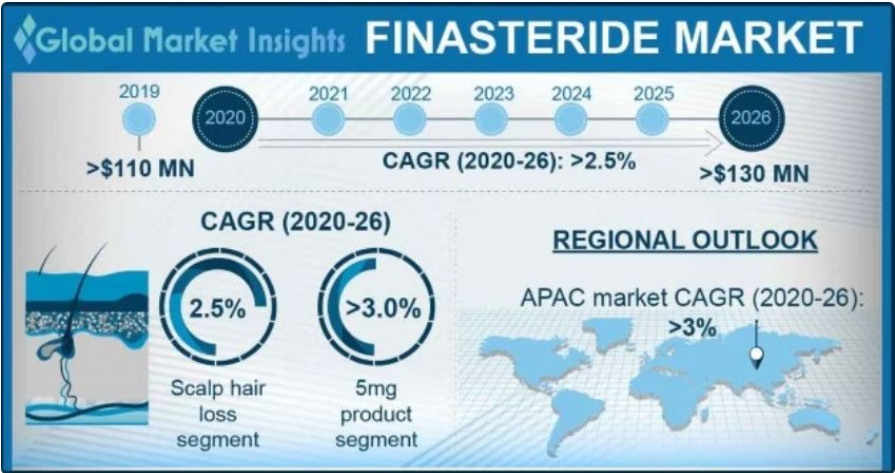 Global Market Insights FINASTERIDE MARKET
2019 2020 2021 2022 2023 2024 2025 2026
>$110 MN
CAGR (2020-26): >2.5%
>$130 MN
CAGR (2020-26)
2.5%
Scalp hair
loss
segment
>3.0%
5mg
product
segment
REGIONAL OUTLOOK
APAC market CAGR (2020-26):
>3%